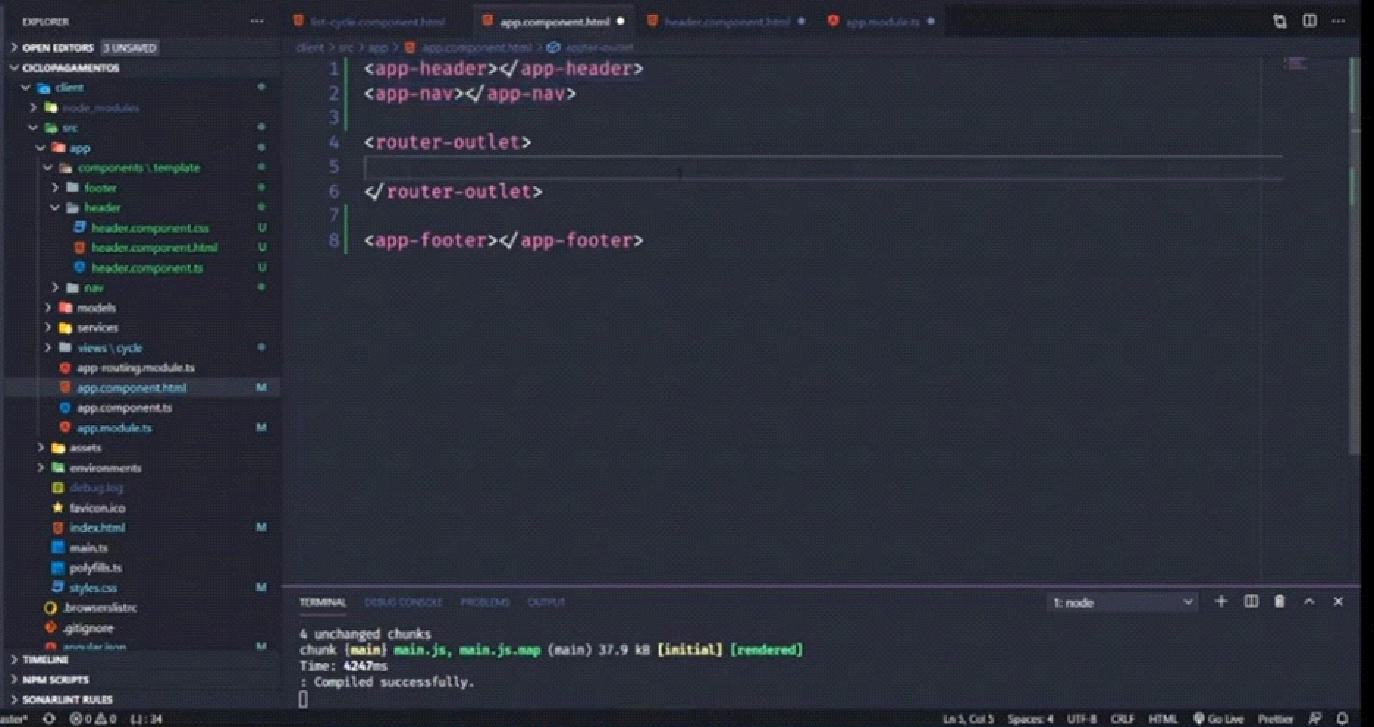 EXPLORER
OPEN EDITORS 3 UNSAVED
CICLOPAGAMENTOS
client
node_modules
src
app
components \ template
footer
header
header.component.css U
header.component.html U
header.component.ts U
nav
models
services
views \ cycle
app-routing.module.ts
app.component.html M
app.component.ts
app.module.ts M
assets
environments
debug.log
favicon.ico
index.html M
main.ts
polyfills.ts
styles.css M
.browserslistrc
.gitignore
angular.json M
TIMELINE
NPM SCRIPTS
SONARLINT RULES
list-cycle.component.html app.component.html header.component.html app.module.ts
client > src > app > app.component.html > router-outlet
1 <app-header></app-header>
2 <app-nav></app-nav>
3
4 <router-outlet>
5
6 </router-outlet>
7
8 <app-footer></app-footer>
TERMINAL DEBUG CONSOLE PROBLEMS OUTPUT 1: node
4 unchanged chunks
chunk {main} main.js, main.js.map (main) 37.9 kB [initial] [rendered]
Time: 4247ms
: Compiled successfully.
aster* 0 0 {.} : 34 Ln 5, Col 5 Spaces: 4 UTF-8 CRLF HTML Go Live Prettier